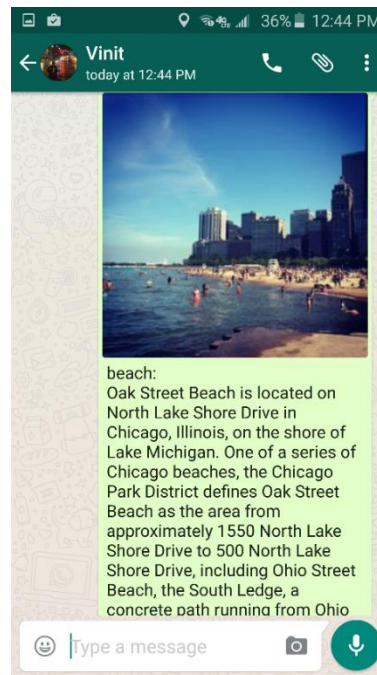 36% 12:44 PM
Vinit
today at 12:44 PM
beach:
Oak Street Beach is located on
North Lake Shore Drive in
Chicago, Illinois, on the shore of
Lake Michigan. One of a series of
Chicago beaches, the Chicago
Park District defines Oak Street
Beach as the area from
approximately 1550 North Lake
Shore Drive to 500 North Lake
Shore Drive, including Ohio Street
Beach, the South Ledge, a
concrete path running from Ohio
Type a message